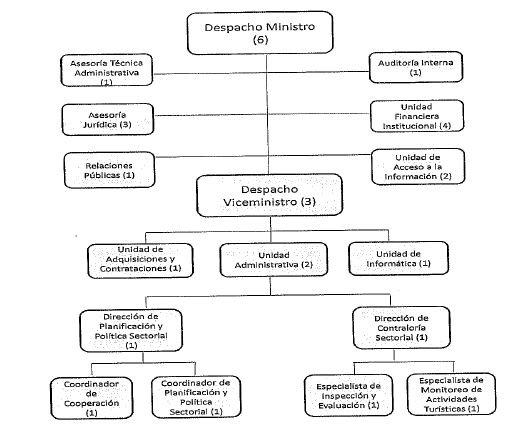 Despacho Ministro
(6)
Asesoría Técnica
Administrativa
(1)
Auditoría Interna
(1)
Asesoría
Jurídica (3)
Unidad
Financiera
Institucional (4)
Relaciones
Públicas (1)
Unidad de
Acceso a la
Información (2)
Despacho
Viceministro (3)
Unidad de
Adquisiciones y
Contrataciones (1)
Unidad
Administrativa (2)
Unidad de
Informática (1)
Dirección de
Planificación y
Política Sectorial
(1)
Dirección de
Contraloría
Sectorial (1)
Coordinador
de
Cooperación
(1)
Coordinador de
Planificación y
Política
Sectorial (1)
Especialista de
Inspección y
Evaluación (1)
Especialista de
Monitoreo de
Actividades
Turísticas (1)